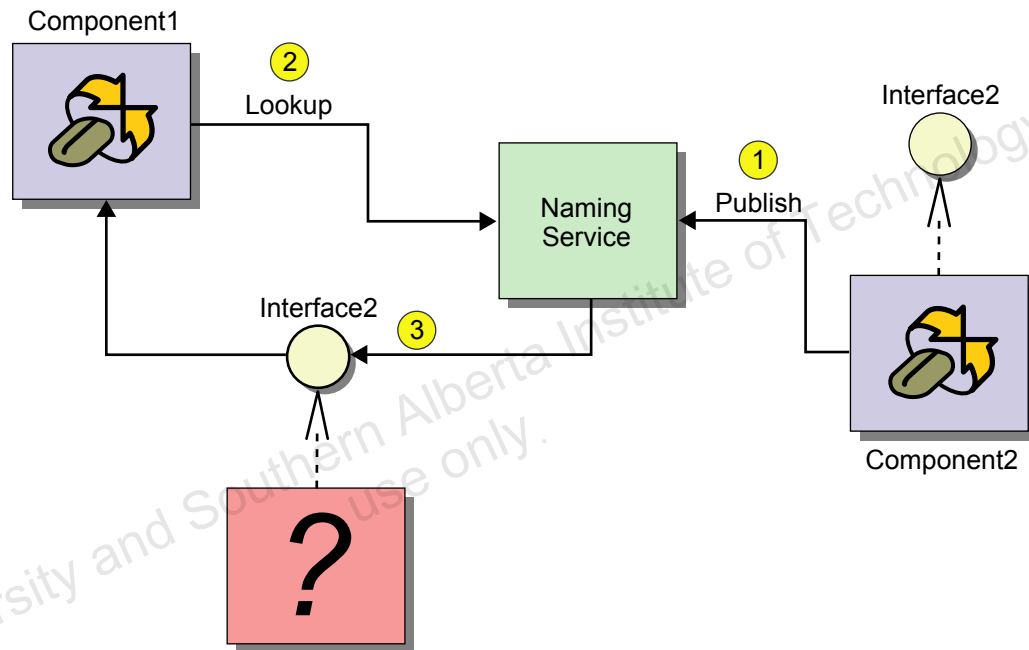 Component1
2
Lookup
Interface2
1
Publish
Naming
Service
Interface2
3
Component2
?
rsity and Southern Alberta Institute of Technology
use only.